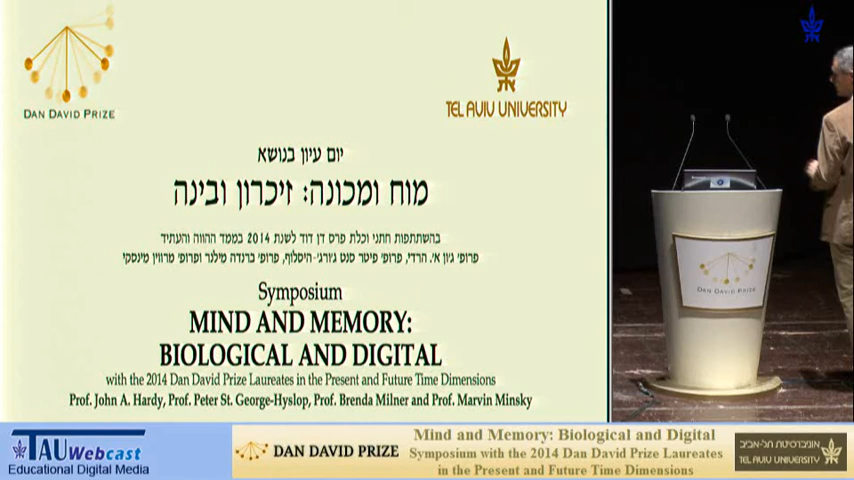 DAN DAVID PRIZE
TEL AVIV UNIVERSITY
יום עיון בנושא
מוח ומכונה: זיכרון ובינה
בהשתתפות חתני וכלת פרס דן דוד לשנת 2014 בממד ההווה והעתיד
פרופ' ג'ון א'. הרדי, פרופ' פיטר סנט ג'ורג'-היסלוף, פרופ' ברנדה מילנר ופרופ' מרווין מינסקי
Symposium
MIND AND MEMORY:
BIOLOGICAL AND DIGITAL
with the 2014 Dan David Prize Laureates in the Present and Future Time Dimensions
Prof. John A. Hardy, Prof. Peter St. George-Hyslop, Prof. Brenda Milner and Prof. Marvin Minsky
DAN DAVID PRIZE
TAU Webcast
Educational Digital Media
DAN DAVID PRIZE
Mind and Memory: Biological and Digital
Symposium with the 2014 Dan David Prize Laureates
in the Present and Future Time Dimensions
אוניברסיטת תל-אביב
TEL AVIV UNIVERSITY